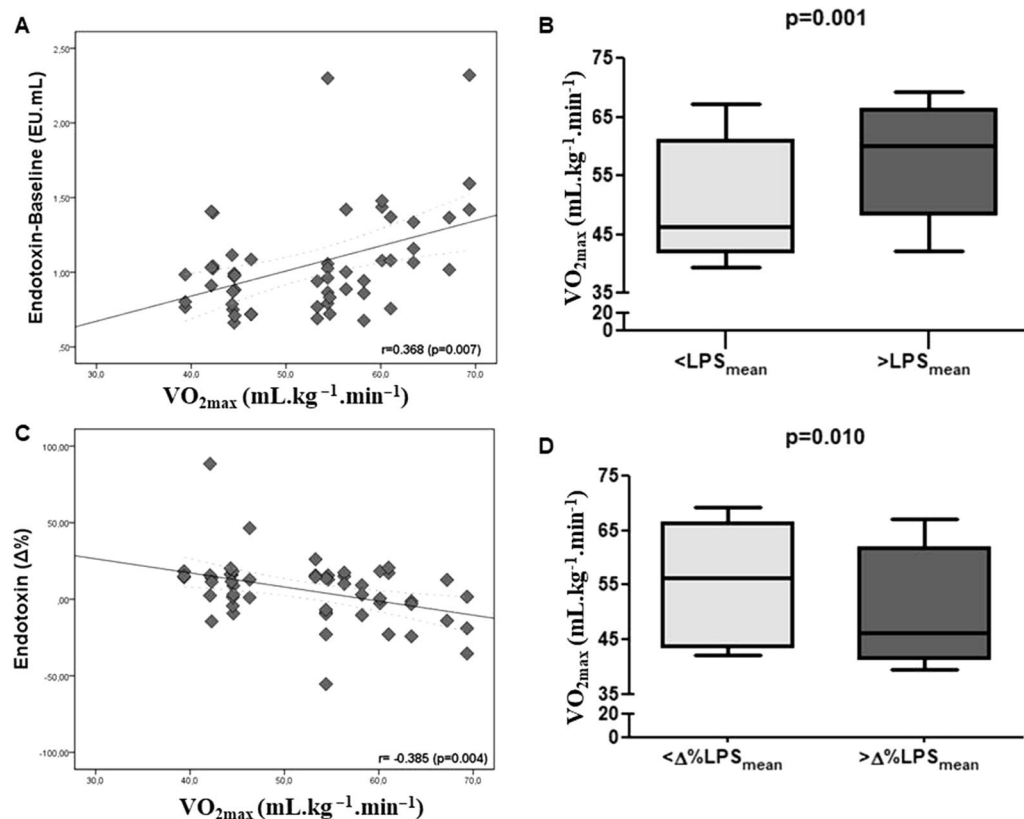 A
Endotoxin-Baseline (EU.mL)
2,50
2,00
1,50
1,00
,50
30,0 40,0 50,0 60,0 70,0
r=0.368 (p=0.007)
VO2max (mL.kg−1.min−1)
B
p=0.001
VO2max (mL.kg−1.min−1)
75
65
55
45
35
20
0
<LPSmean >LPSmean
C
Endotoxin (Δ%)
100,00
50,00
,00
-50,00
-100,00
30,0 40,0 50,0 60,0 70,0
r= -0.385 (p=0.004)
VO2max (mL.kg−1.min−1)
D
p=0.010
VO2max (mL.kg−1.min−1)
75
65
55
45
35
20
0
<Δ%LPSmean >Δ%LPSmean